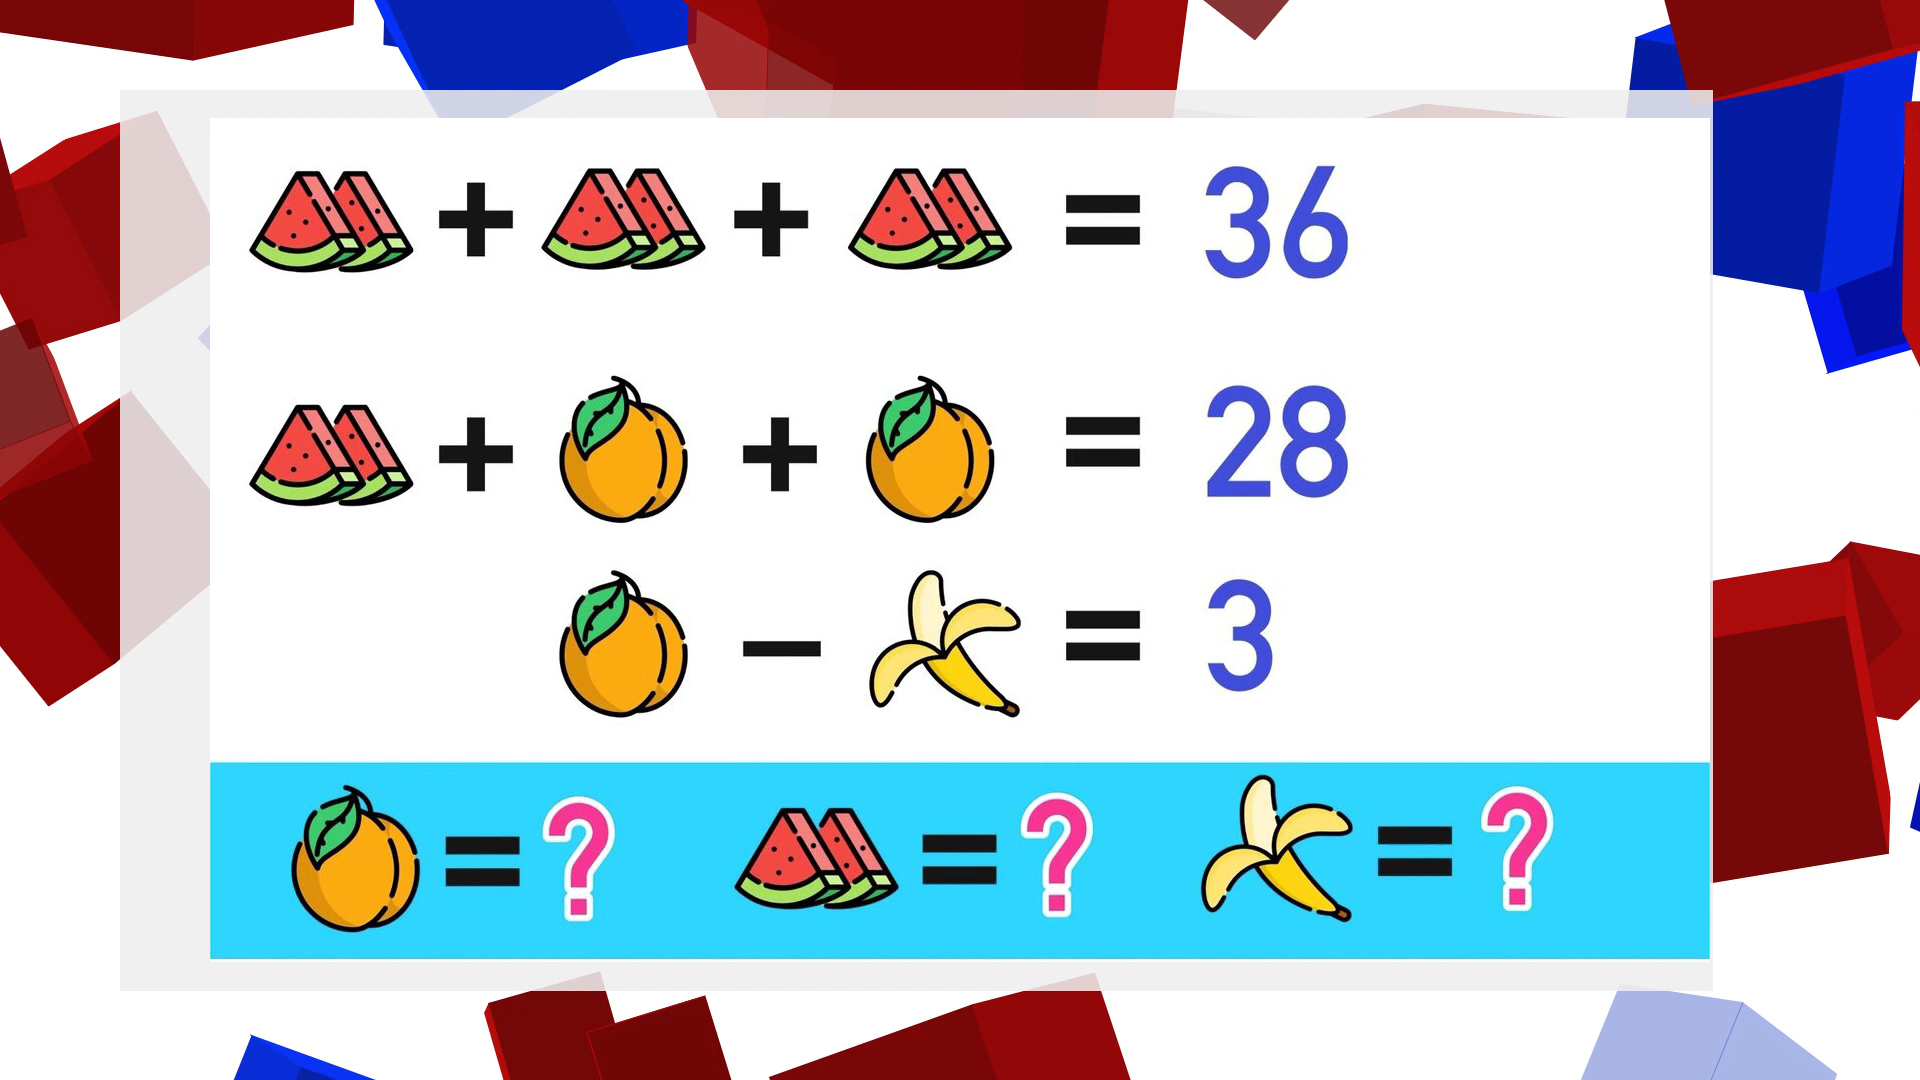 + + = 36
+ + = 28
− = 3
= ? = ? = ?